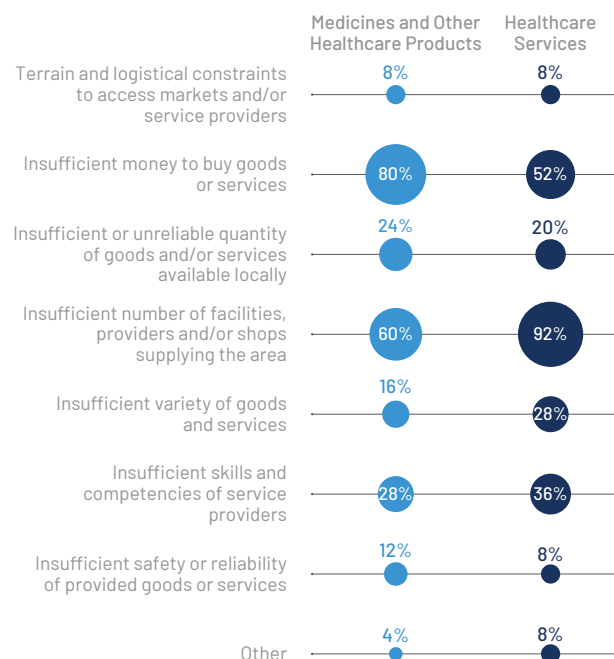 Medicines and Other
Healthcare Products
Healthcare
Services
Terrain and logistical constraints
to access markets and/or
service providers
8%
8%
Insufficient money to buy goods
or services
80%
52%
Insufficient or unreliable quantity
of goods and/or services
available locally
24%
20%
Insufficient number of facilities,
providers and/or shops
supplying the area
60%
92%
Insufficient variety of goods
and services
16%
28%
Insufficient skills and
competencies of service
providers
28%
36%
Insufficient safety or reliability
of provided goods or services
12%
8%
Other
4%
8%